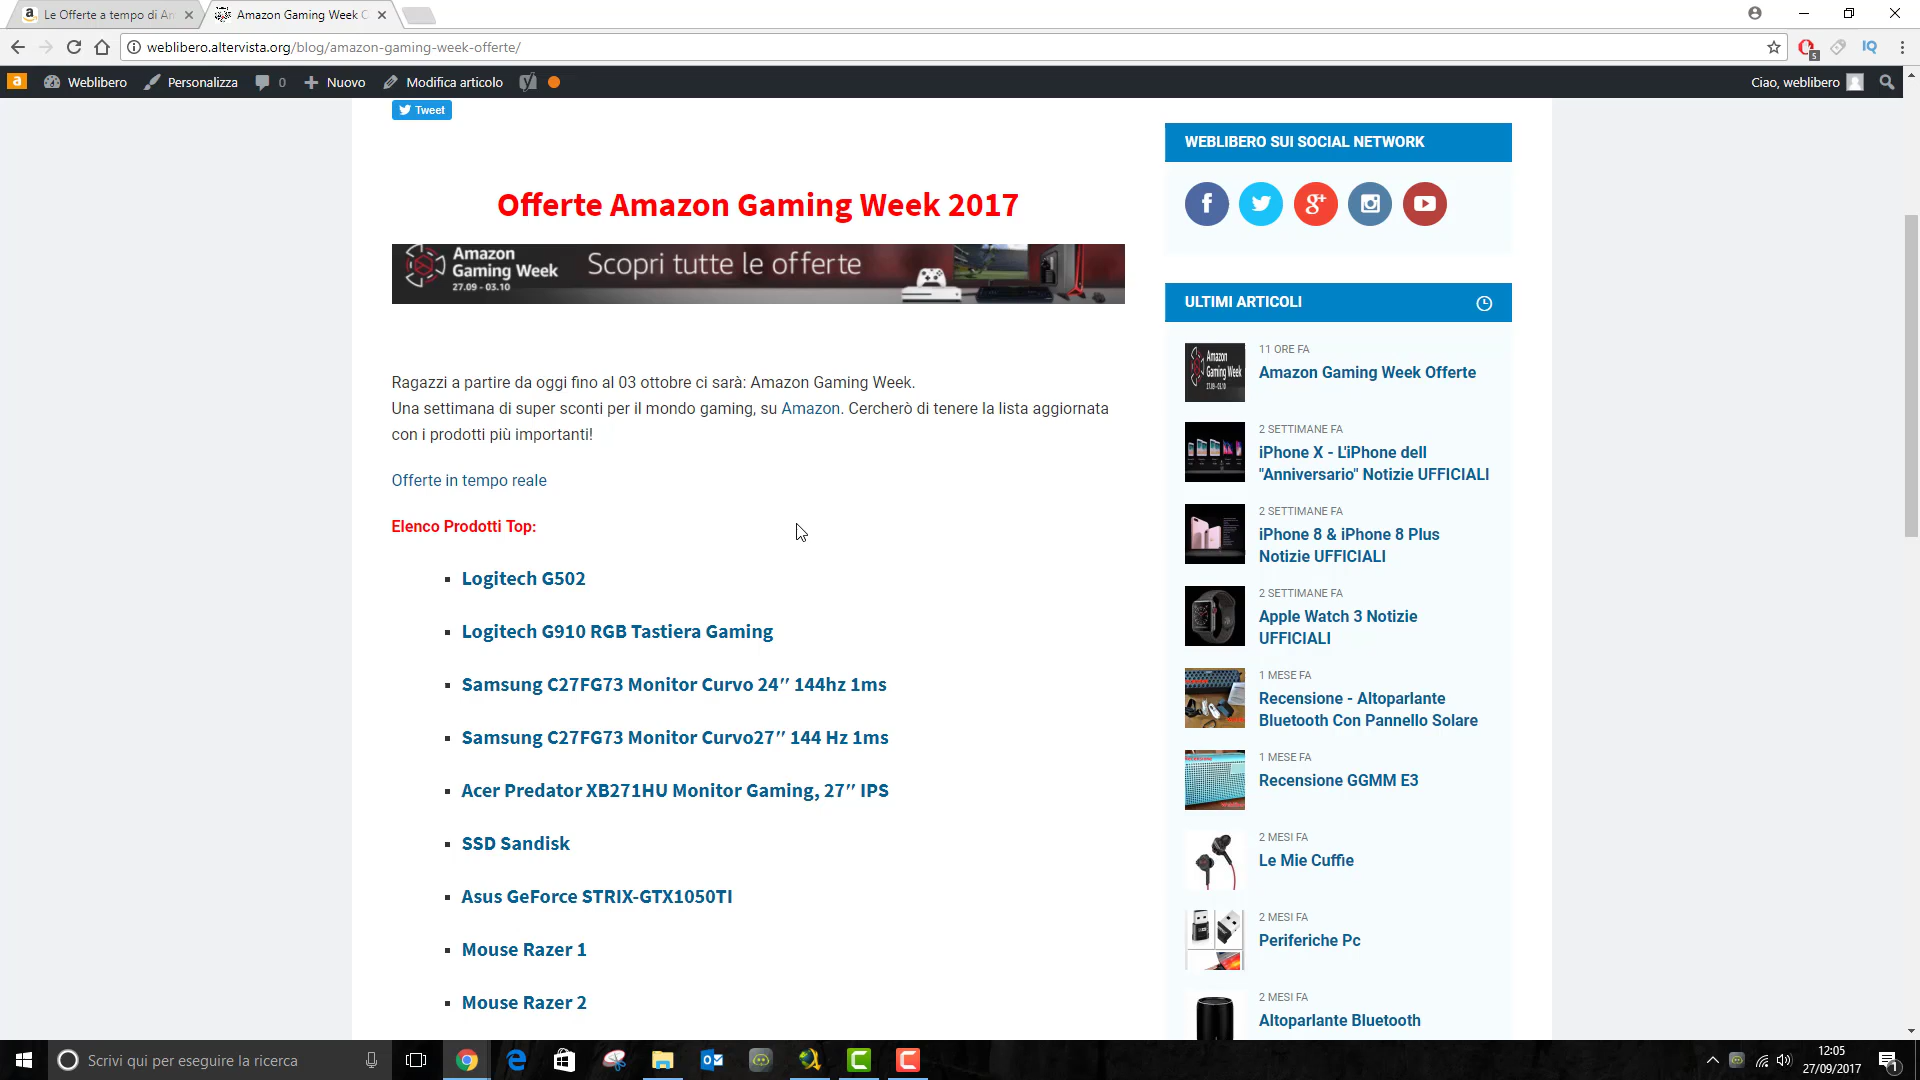 Le Offerte a tempo di Am
Amazon Gaming Week O
weblibero.altervista.org/blog/amazon-gaming-week-offerte/
5
IQ
Weblibero
Personalizza
0
Nuovo
Modifica articolo
Ciao, weblibero
Tweet
Offerte Amazon Gaming Week 2017
Amazon
Gaming Week
27.09 - 03.10
Scopri tutte le offerte
Ragazzi a partire da oggi fino al 03 ottobre ci sarà: Amazon Gaming Week.
Una settimana di super sconti per il mondo gaming, su Amazon. Cercherò di tenere la lista aggiornata
con i prodotti più importanti!
Offerte in tempo reale
Elenco Prodotti Top:
Logitech G502
Logitech G910 RGB Tastiera Gaming
Samsung C27FG73 Monitor Curvo 24″ 144hz 1ms
Samsung C27FG73 Monitor Curvo27″ 144 Hz 1ms
Acer Predator XB271HU Monitor Gaming, 27″ IPS
SSD Sandisk
Asus GeForce STRIX-GTX1050TI
Mouse Razer 1
Mouse Razer 2
WEBLIBERO SUI SOCIAL NETWORK
ULTIMI ARTICOLI
Amazon
Gaming Week
27.09 - 03.10
11 ORE FA
Amazon Gaming Week Offerte
2 SETTIMANE FA
iPhone X - L'iPhone dell
"Anniversario" Notizie UFFICIALI
2 SETTIMANE FA
iPhone 8 & iPhone 8 Plus
Notizie UFFICIALI
2 SETTIMANE FA
Apple Watch 3 Notizie
UFFICIALI
1 MESE FA
Recensione - Altoparlante
Bluetooth Con Pannello Solare
1 MESE FA
Recensione GGMM E3
2 MESI FA
Le Mie Cuffie
2 MESI FA
Periferiche Pc
2 MESI FA
Altoparlante Bluetooth
Scrivi qui per eseguire la ricerca
12:05
27/09/2017
1